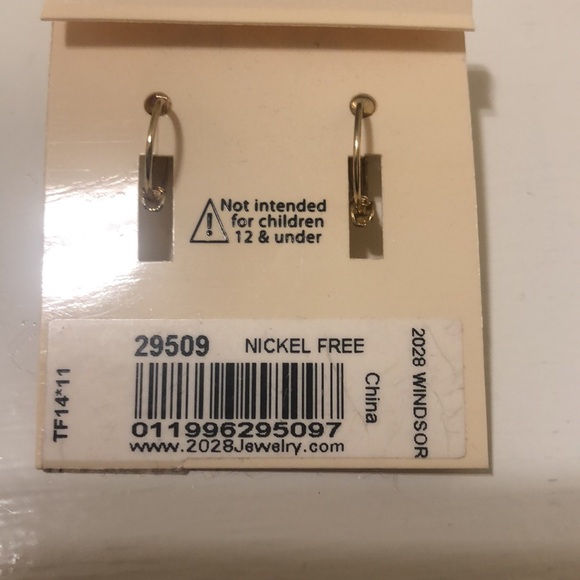 Not intended
for children
12 & under
29509 NICKEL FREE
TF14*11
011996295097
www.2028Jewelry.com
China
2028 WINDSOR